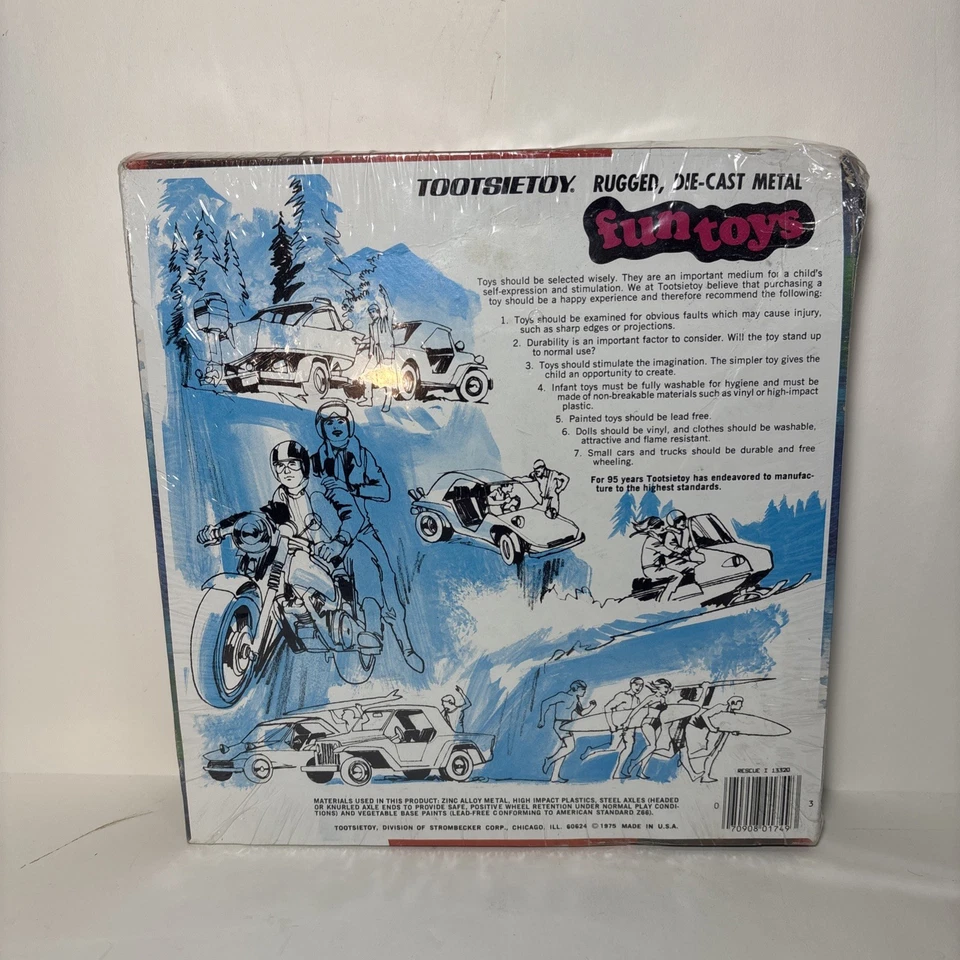 TOOTSIETOY. RUGGED, DIE-CAST METAL
fun toys
Toys should be selected wisely. They are an important medium for a child's
self-expression and stimulation. We at Tootsietoy believe that purchasing a
toy should be a happy experience and therefore recommend the following:
1. Toys should be examined for obvious faults which may cause injury,
such as sharp edges or projections.
2. Durability is an important factor to consider. Will the toy stand up
to normal use?
3. Toys should stimulate the imagination. The simpler toy gives the
child an opportunity to create.
4. Infant toys must be fully washable for hygiene and must be
made of non-breakable materials such as vinyl or high-impact
plastic.
5. Painted toys should be lead free.
6. Dolls should be vinyl, and clothes should be washable,
attractive and flame resistant.
7. Small cars and trucks should be durable and free
wheeling.
For 95 years Tootsietoy has endeavored to manufac-
ture to the highest standards.
RESCUE I 13320
0 70908 01749 3
MATERIALS USED IN THIS PRODUCT: ZINC ALLOY METAL, HIGH IMPACT PLASTICS, STEEL AXLES (HEADED
OR KNURLED AXLE ENDS TO PROVIDE SAFE, POSITIVE WHEEL RETENTION UNDER NORMAL PLAY CONDI-
TIONS) AND VEGETABLE BASE PAINTS (LEAD-FREE CONFORMING TO AMERICAN STANDARD Z66).
TOOTSIETOY, DIVISION OF STROMBECKER CORP., CHICAGO, ILL. 60624 © 1975 MADE IN U.S.A.